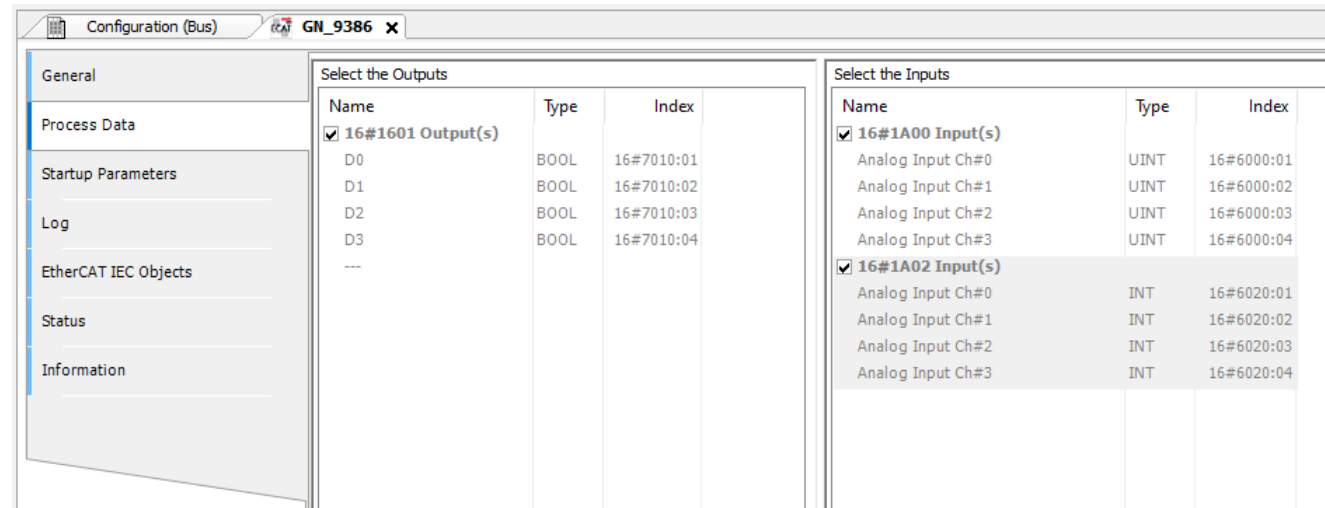 Configuration (Bus)
GN_9386
General
Process Data
Startup Parameters
Log
EtherCAT IEC Objects
Status
Information
Select the Outputs
Name Type Index
16#1601 Output(s)
D0 BOOL 16#7010:01
D1 BOOL 16#7010:02
D2 BOOL 16#7010:03
D3 BOOL 16#7010:04
---
Select the Inputs
Name Type Index
16#1A00 Input(s)
Analog Input Ch#0 UINT 16#6000:01
Analog Input Ch#1 UINT 16#6000:02
Analog Input Ch#2 UINT 16#6000:03
Analog Input Ch#3 UINT 16#6000:04
16#1A02 Input(s)
Analog Input Ch#0 INT 16#6020:01
Analog Input Ch#1 INT 16#6020:02
Analog Input Ch#2 INT 16#6020:03
Analog Input Ch#3 INT 16#6020:04